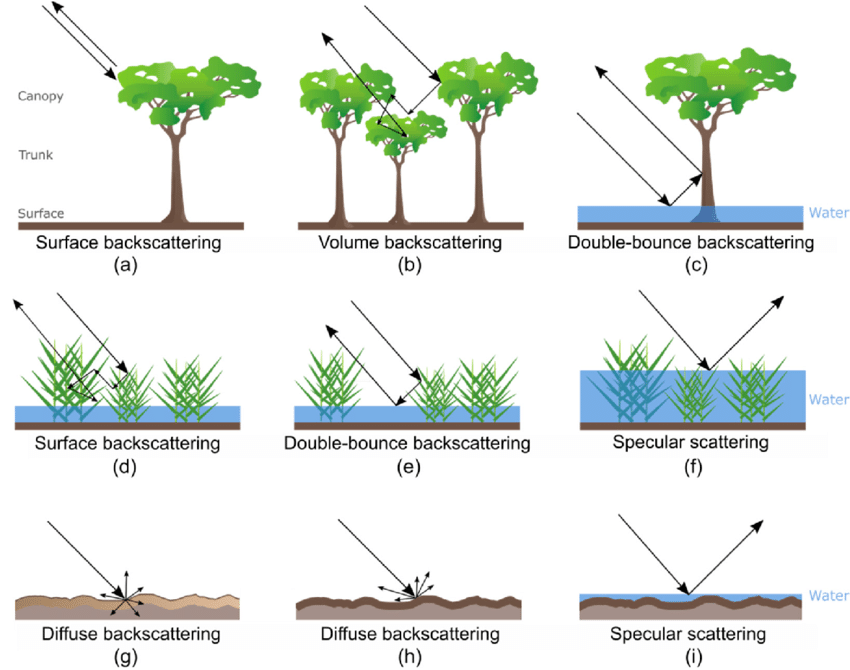 Canopy
Trunk
Surface
Water
Surface backscattering
Volume backscattering
Double-bounce backscattering
(a)
(b)
(c)
Water
Surface backscattering
Double-bounce backscattering
Specular scattering
(d)
(e)
(f)
Water
Diffuse backscattering
Diffuse backscattering
Specular scattering
(g)
(h)
(i)